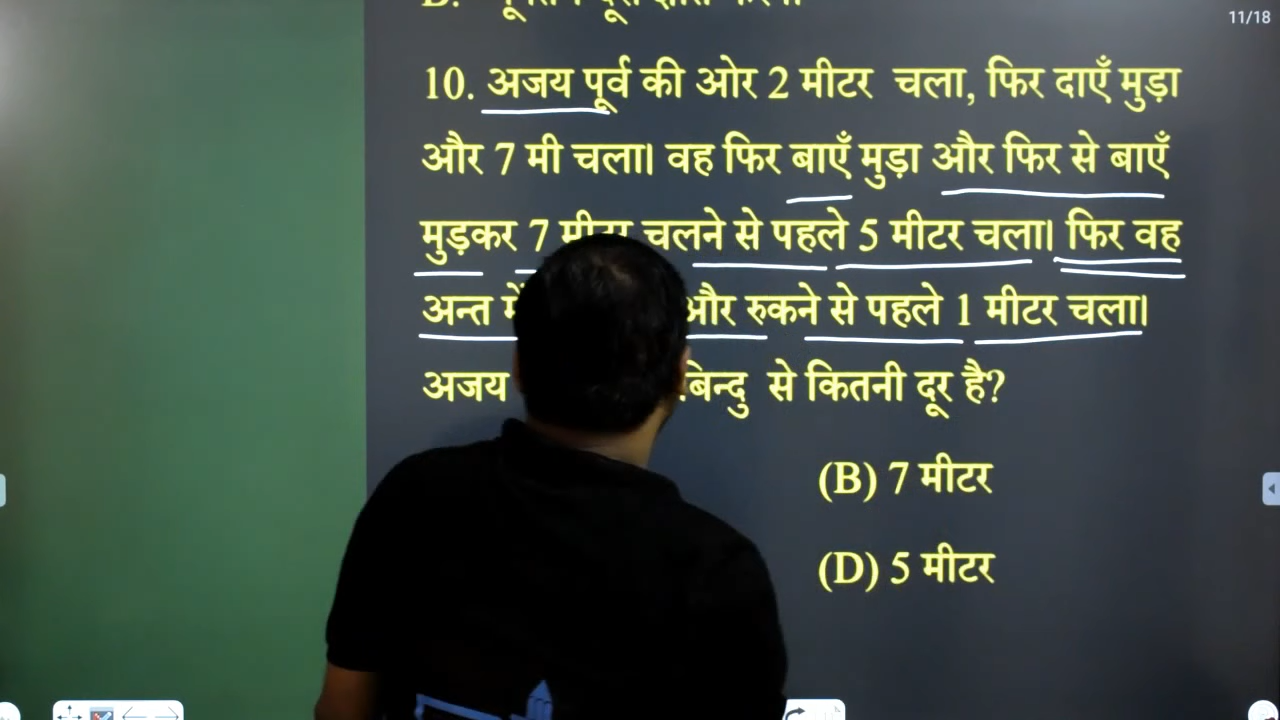 11/18
10. अजय पूर्व की ओर 2 मीटर चला, फिर दाएँ मुड़ा
और 7 मी चला। वह फिर बाएँ मुड़ा और फिर से बाएँ
मुड़कर 7 मीटर चलने से पहले 5 मीटर चला। फिर वह
अन्त में और रुकने से पहले 1 मीटर चला।
अजय बिन्दु से कितनी दूर है?
(B) 7 मीटर
(D) 5 मीटर